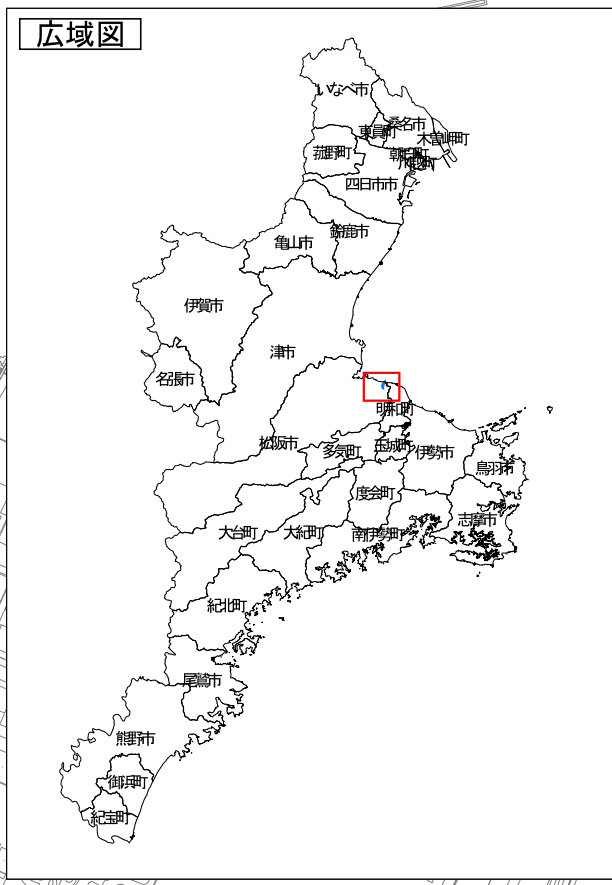 広域図
いなべ市
東員町
桑名市
木曽岬町
菰野町
朝日町
川越町
四日市市
鈴鹿市
亀山市
伊賀市
津市
名張市
明和町
松阪市
多気町
玉城町
伊勢市
鳥羽市
度会町
志摩市
大台町
大紀町
南伊勢町
紀北町
尾鷲市
熊野市
御浜町
紀宝町